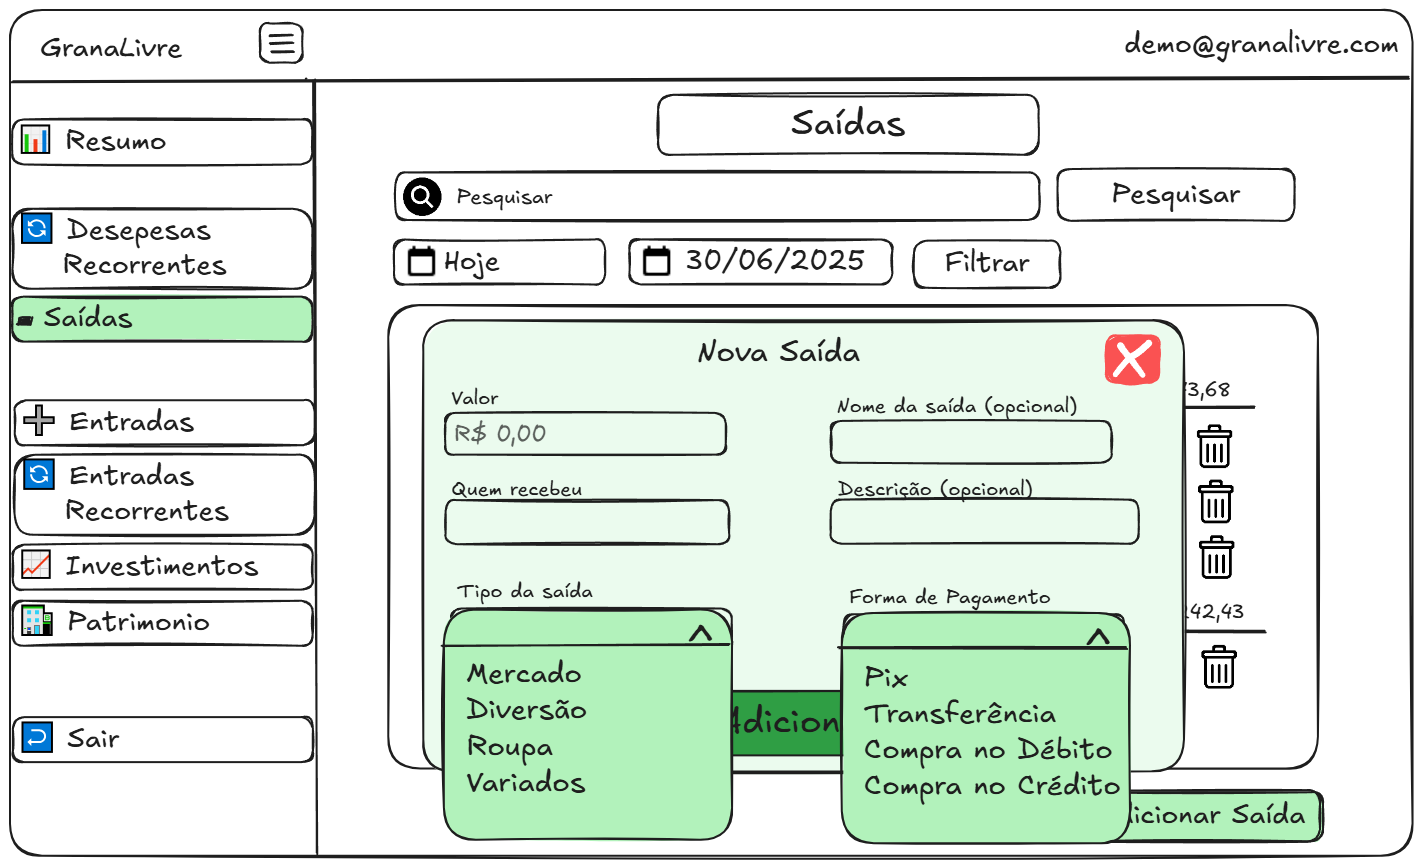 GranaLivre
demo@granalivre.com
Resumo
Desepesas
Recorrentes
Saídas
Entradas
Entradas
Recorrentes
Investimentos
Patrimonio
Sair
Saídas
Pesquisar
Pesquisar
Hoje
30/06/2025
Filtrar
Nova Saída
Valor
R$ 0,00
Nome da saída (opcional)
Quem recebeu
Descrição (opcional)
Tipo da saída
Mercado
Diversão
Roupa
Variados
Forma de Pagamento
Pix
Transferência
Compra no Débito
Compra no Crédito
Adicion
3,68
42,43
icionar Saída